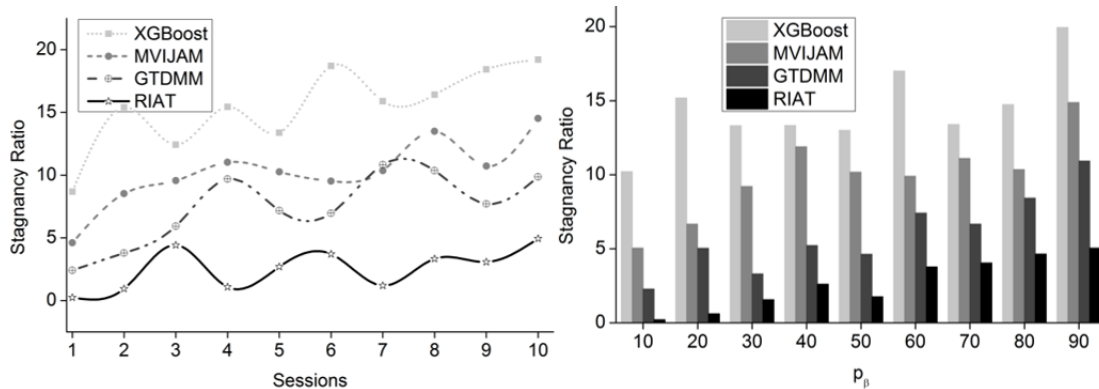 XGBoost
MVIJAM
GTDMM
RIAT
20
15
10
5
0
Stagnancy Ratio
1 2 3 4 5 6 7 8 9 10
Sessions
XGBoost
MVIJAM
GTDMM
RIAT
20
15
10
5
0
Stagnancy Ratio
10 20 30 40 50 60 70 80 90
pβ